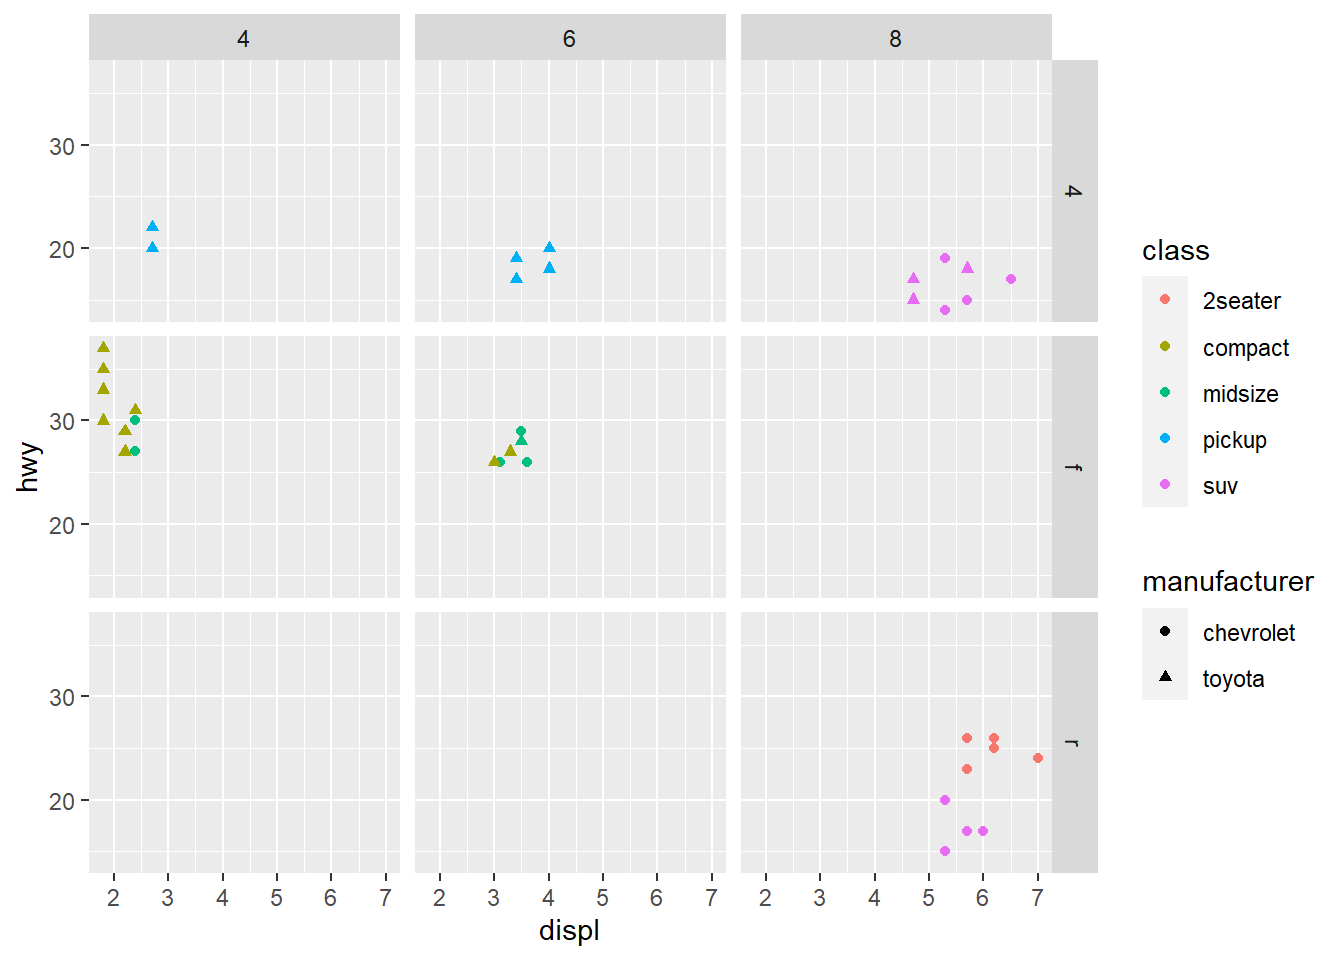 4 6 8
30
20
4
hwy
30
20
f
30
20
r
2 3 4 5 6 7 2 3 4 5 6 7 2 3 4 5 6 7
displ
class
2seater
compact
midsize
pickup
suv
manufacturer
chevrolet
toyota